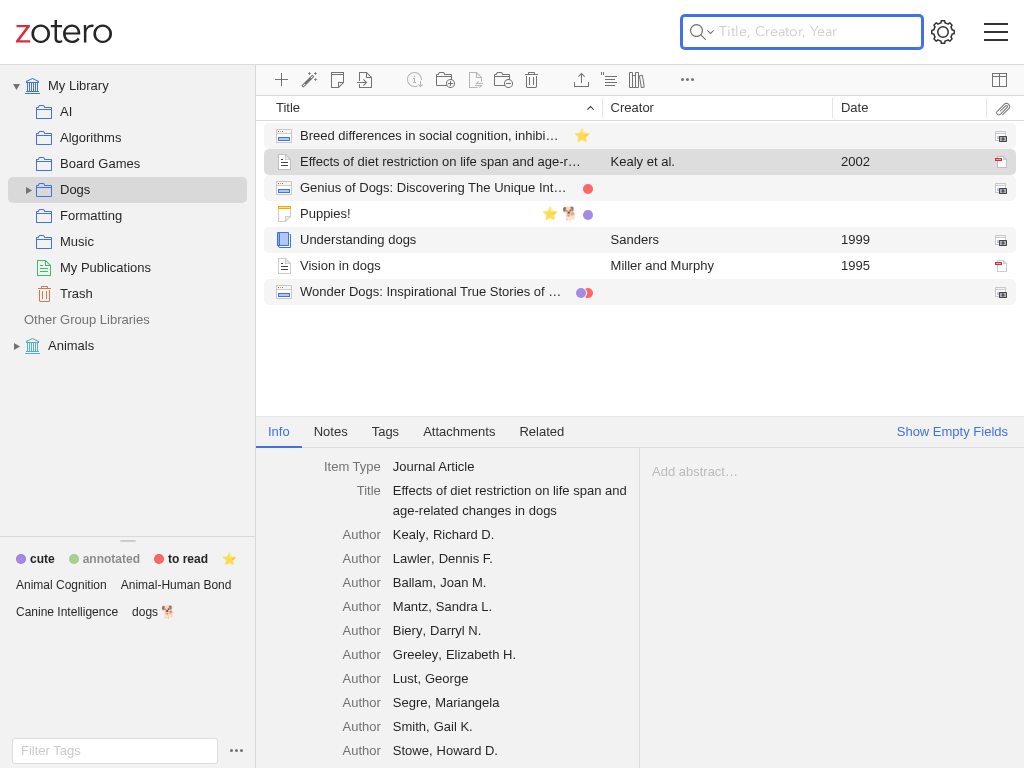 zotero
Title, Creator, Year
My Library
AI
Algorithms
Board Games
Dogs
Formatting
Music
My Publications
Trash
Other Group Libraries
Animals
cute annotated to read
Animal Cognition Animal-Human Bond
Canine Intelligence dogs
Filter Tags
Title Creator Date
Breed differences in social cognition, inhibi…
Effects of diet restriction on life span and age-r… Kealy et al. 2002
Genius of Dogs: Discovering The Unique Int…
Puppies!
Understanding dogs Sanders 1999
Vision in dogs Miller and Murphy 1995
Wonder Dogs: Inspirational True Stories of …
Info Notes Tags Attachments Related Show Empty Fields
Item Type Journal Article
Title Effects of diet restriction on life span and
age-related changes in dogs
Author Kealy, Richard D.
Author Lawler, Dennis F.
Author Ballam, Joan M.
Author Mantz, Sandra L.
Author Biery, Darryl N.
Author Greeley, Elizabeth H.
Author Lust, George
Author Segre, Mariangela
Author Smith, Gail K.
Author Stowe, Howard D.
Add abstract…